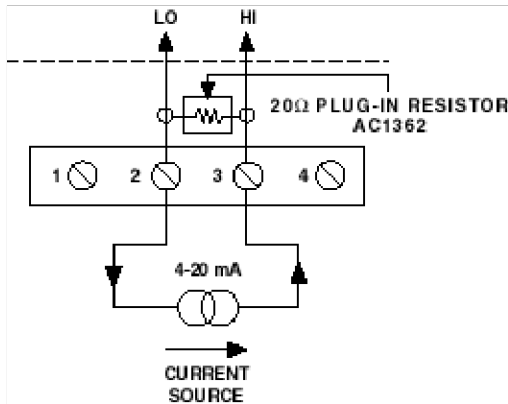 LO HI
20Ω PLUG-IN RESISTOR
AC1362
1 2 3 4
4-20 mA
CURRENT
SOURCE